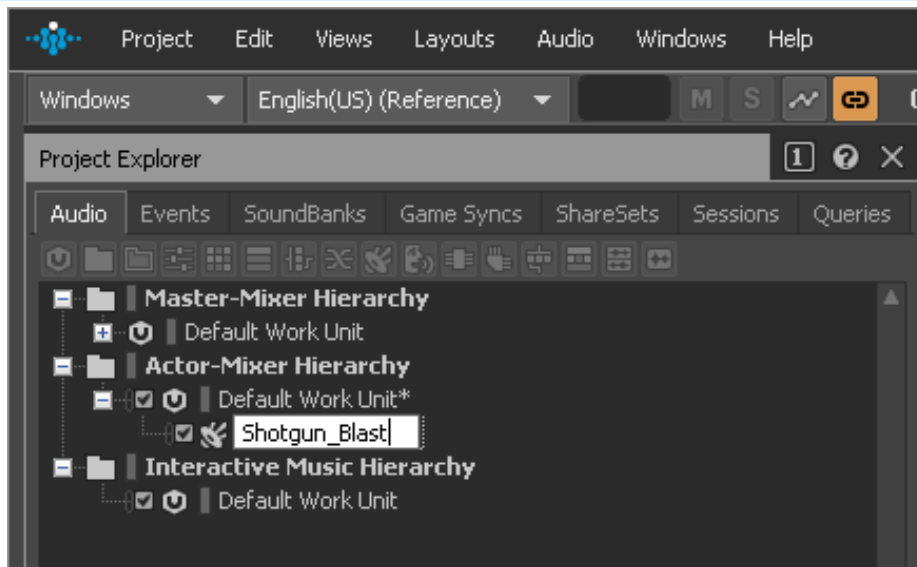 Project Edit Views Layouts Audio Windows Help
Windows English(US) (Reference) M S
Project Explorer 1 ?
Audio Events SoundBanks Game Syncs ShareSets Sessions Queries
Master-Mixer Hierarchy
Default Work Unit
Actor-Mixer Hierarchy
Default Work Unit*
Shotgun_Blast
Interactive Music Hierarchy
Default Work Unit